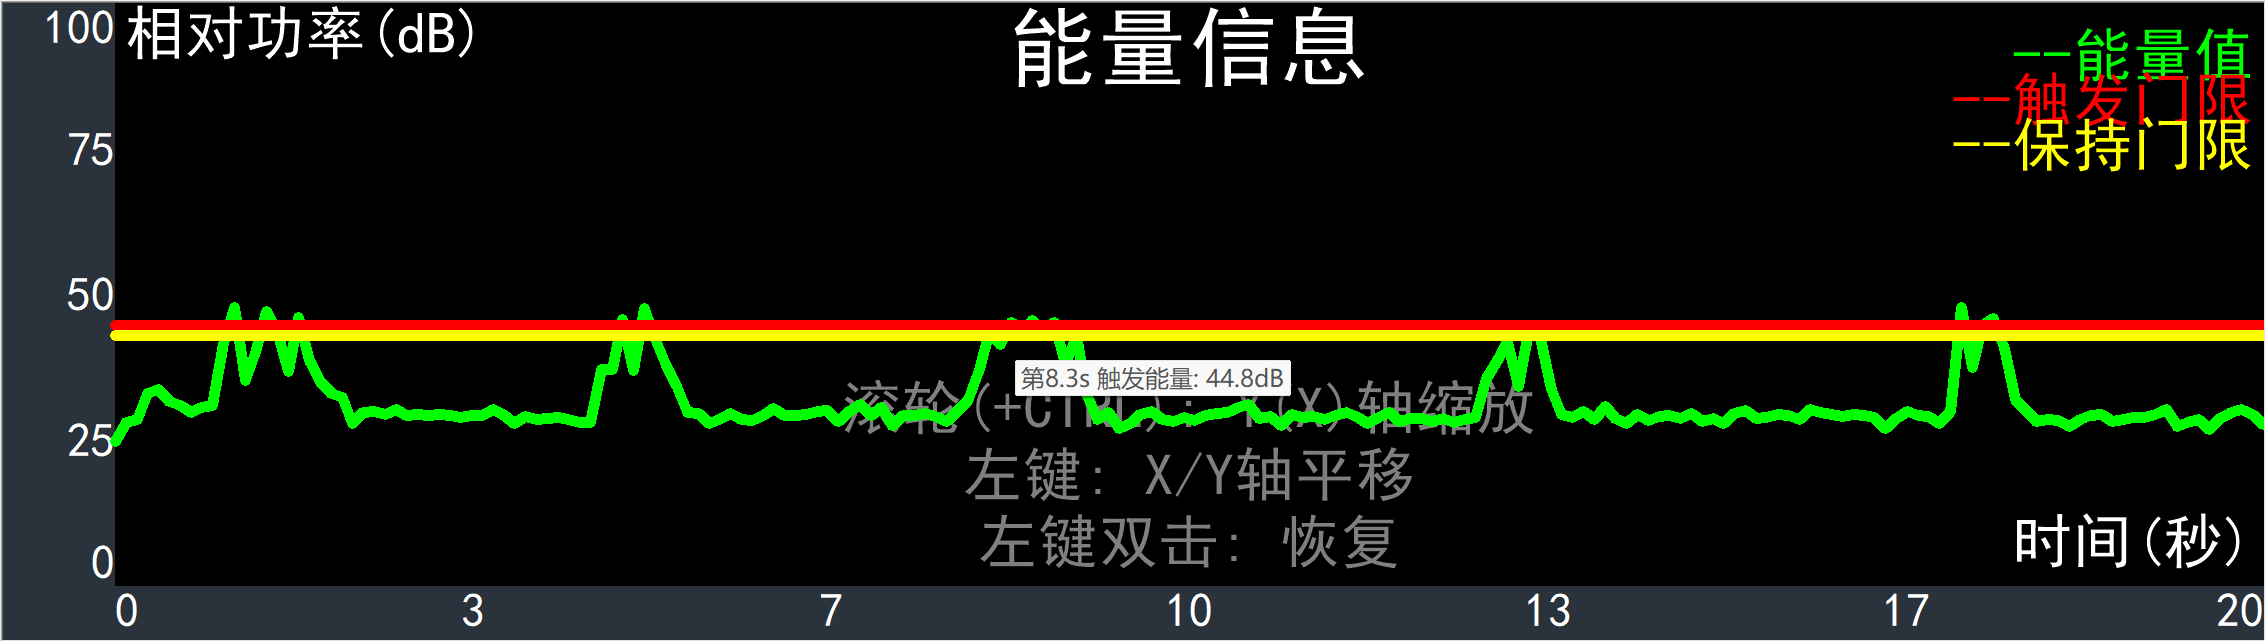 能量信息
相对功率(dB)
--能量值
--触发门限
--保持门限
100
75
50
25
0
第8.3s 触发能量: 44.8dB
滚轮(+CTRL): Y(X)轴缩放
左键: X/Y轴平移
左键双击: 恢复
时间(秒)
0 3 7 10 13 17 20